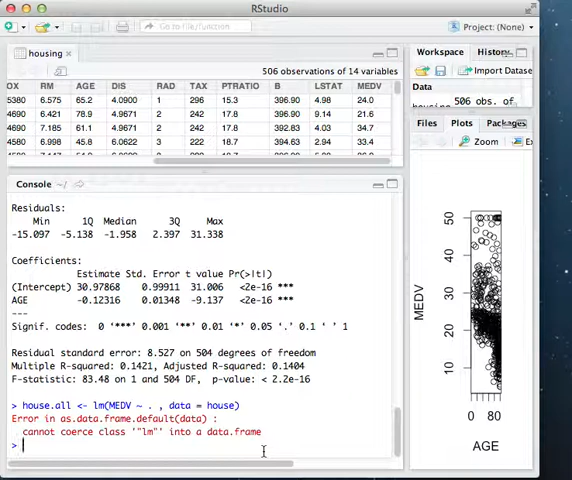 RStudio
Go to file/function
Project: (None)
housing
506 observations of 14 variables
OX RM AGE DIS RAD TAX PTRATIO B LSTAT MEDV
5380 6.575 65.2 4.0900 1 296 15.3 396.90 4.98 24.0
4690 6.421 78.9 4.9671 2 242 17.8 396.90 9.14 21.6
4690 7.185 61.1 4.9671 2 242 17.8 392.83 4.03 34.7
4580 6.998 45.8 6.0622 3 222 18.7 394.63 2.94 33.4
Workspace History
Import Dataset
Data
506 obs. of
Files Plots Packages
Zoom
Console ~/
Residuals:
Min 1Q Median 3Q Max
-15.097 -5.138 -1.958 2.397 31.338
Coefficients:
Estimate Std. Error t value Pr(>|t|)
(Intercept) 30.97868 0.99911 31.006 <2e-16 ***
AGE -0.12316 0.01348 -9.137 <2e-16 ***
---
Signif. codes: 0 '***' 0.001 '**' 0.01 '*' 0.05 '.' 0.1 ' ' 1
Residual standard error: 8.527 on 504 degrees of freedom
Multiple R-squared: 0.1421, Adjusted R-squared: 0.1404
F-statistic: 83.48 on 1 and 504 DF, p-value: < 2.2e-16
> house.all <- lm(MEDV ~ . , data = house)
Error in as.data.frame.default(data) :
cannot coerce class '"lm"' into a data.frame
>
50
40
30
20
10
MEDV
0 80
AGE